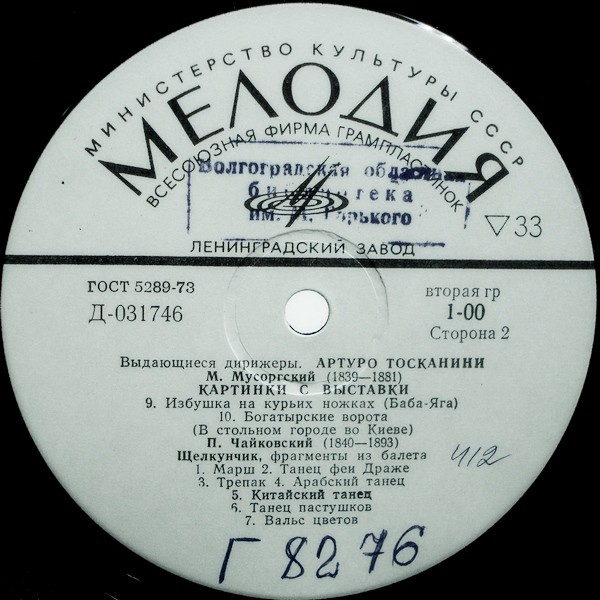 МИНИСТЕРСТВО КУЛЬТУРЫ СССР
МЕЛОДИЯ
ВСЕСОЮЗНАЯ ФИРМА ГРАМПЛАСТИНОК
Волгоградская областная
библиотека
им. Горького
▽33
ЛЕНИНГРАДСКИЙ ЗАВОД
ГОСТ 5289-73
Д-031746
вторая гр
1-00
Сторона 2
Выдающиеся дирижеры. АРТУРО ТОСКАНИНИ
М. Мусоргский (1839—1881)
КАРТИНКИ С ВЫСТАВКИ
9. Избушка на курьих ножках (Баба-Яга)
10. Богатырские ворота
(В стольном городе во Киеве)
П. Чайковский (1840—1893)
Щелкунчик, фрагменты из балета
1. Марш 2. Танец феи Драже
3. Трепак 4. Арабский танец
5. Китайский танец
6. Танец пастушков
7. Вальс цветов
412
Г 8276